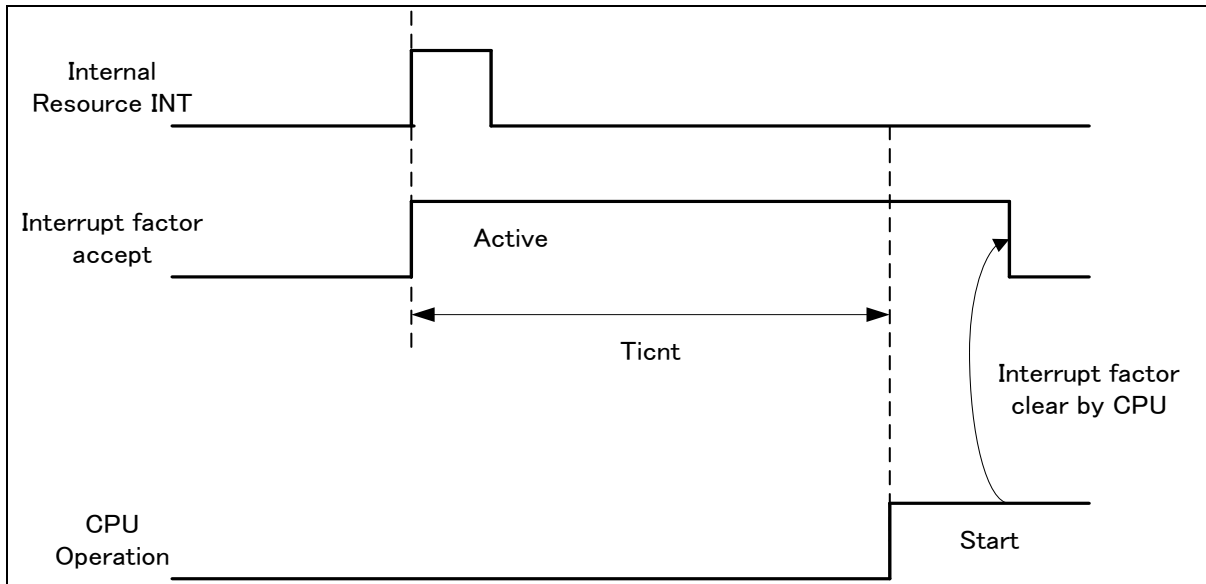 Internal
Resource INT
Interrupt factor
accept
Active
Ticnt
Interrupt factor
clear by CPU
CPU
Operation
Start